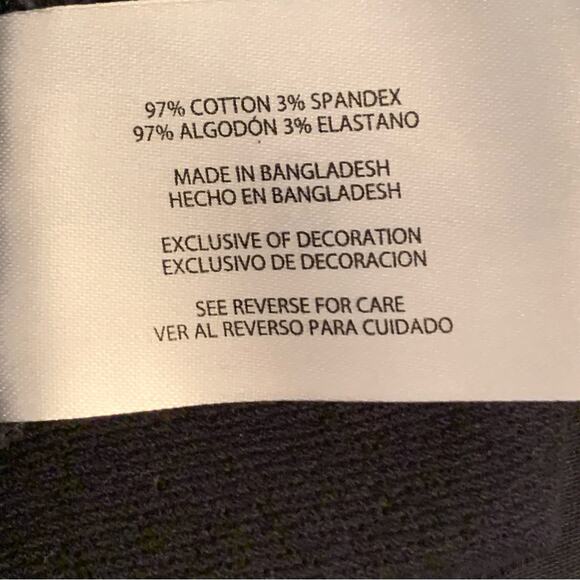 97% COTTON 3% SPANDEX
97% ALGODÓN 3% ELASTANO
MADE IN BANGLADESH
HECHO EN BANGLADESH
EXCLUSIVE OF DECORATION
EXCLUSIVO DE DECORACION
SEE REVERSE FOR CARE
VER AL REVERSO PARA CUIDADO